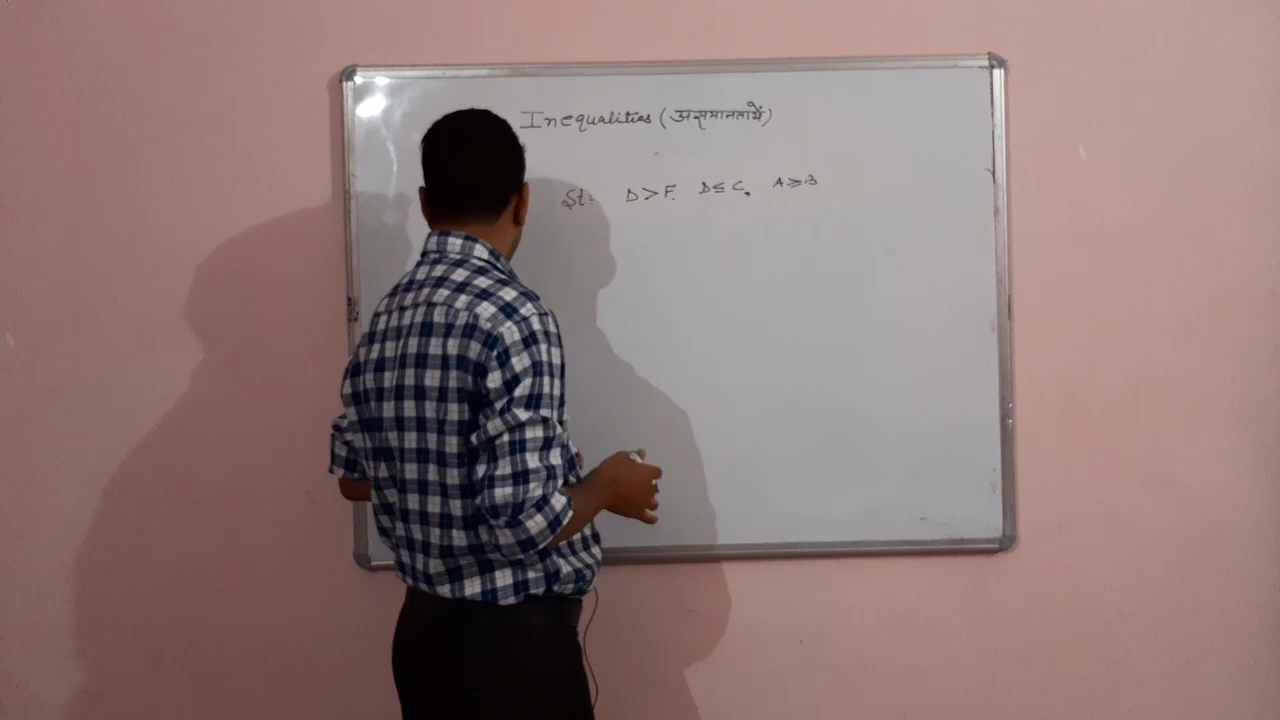 Inequalities (असमानतायें)
St: D > F. D ≤ C, A ≥ B